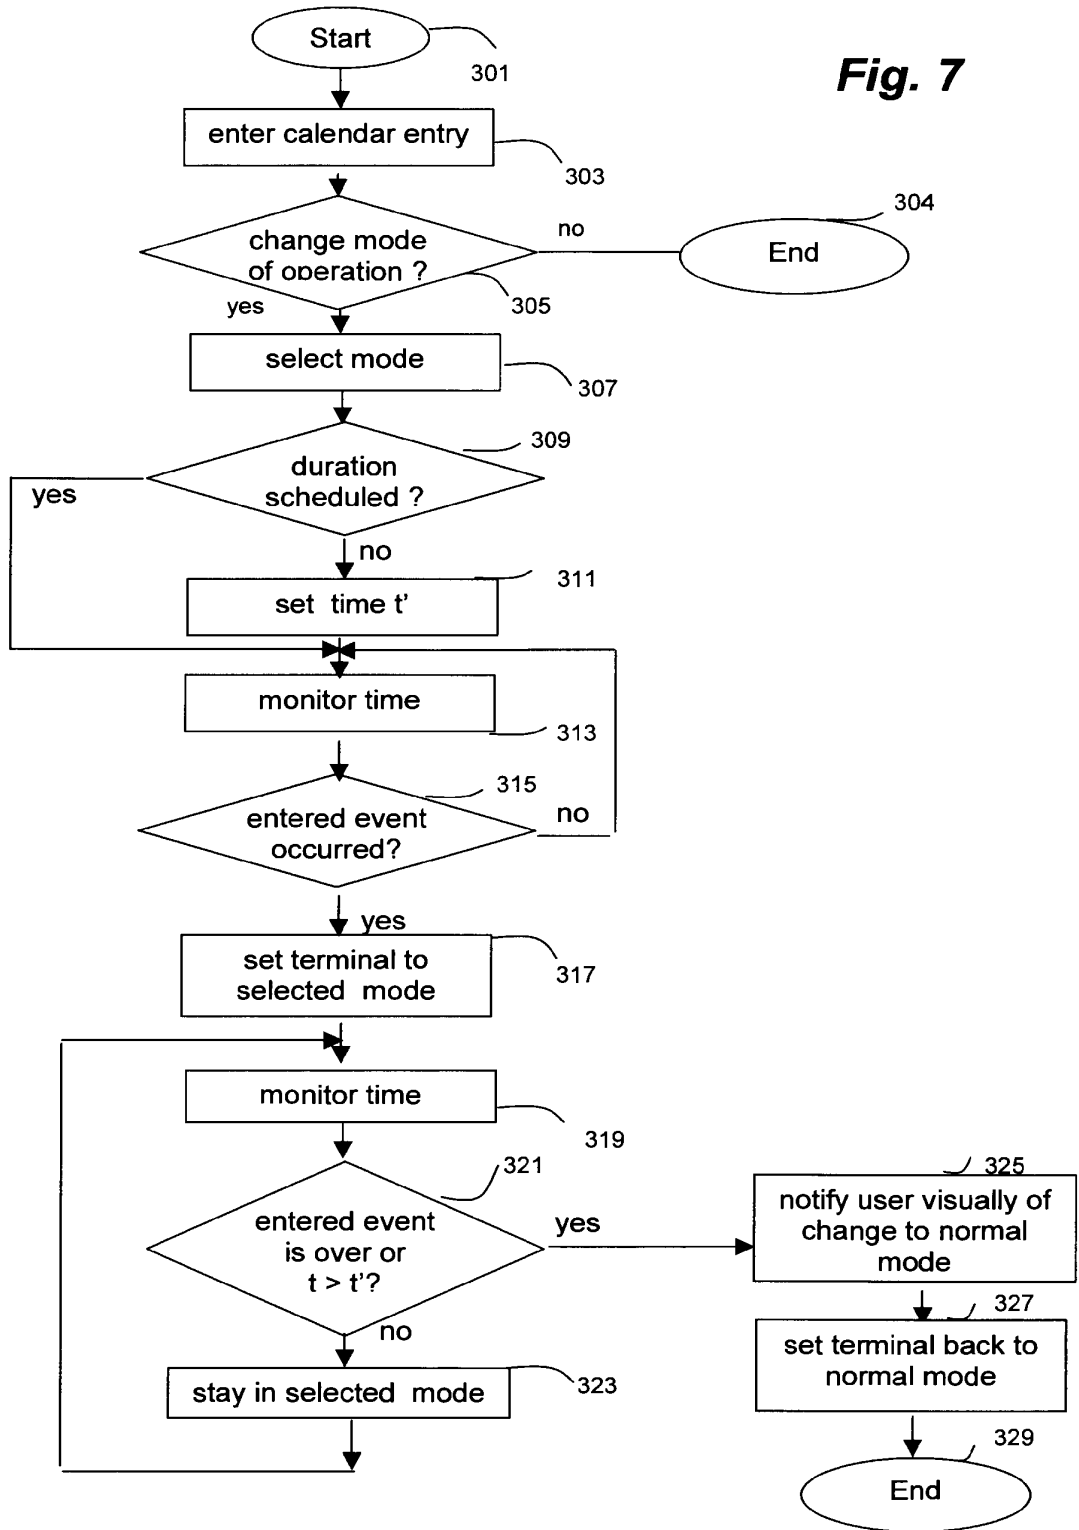 Start
301
Fig. 7
enter calendar entry
303
304
change mode
of operation ?
no
End
305
yes
select mode
307
309
duration
scheduled ?
yes
no
311
set time t'
monitor time
313
315
entered event
occurred?
no
yes
set terminal to
selected mode
317
monitor time
319
321
entered event
is over or
t > t'?
yes
no
325
notify user visually of
change to normal
mode
327
set terminal back to
normal mode
stay in selected mode
323
329
End